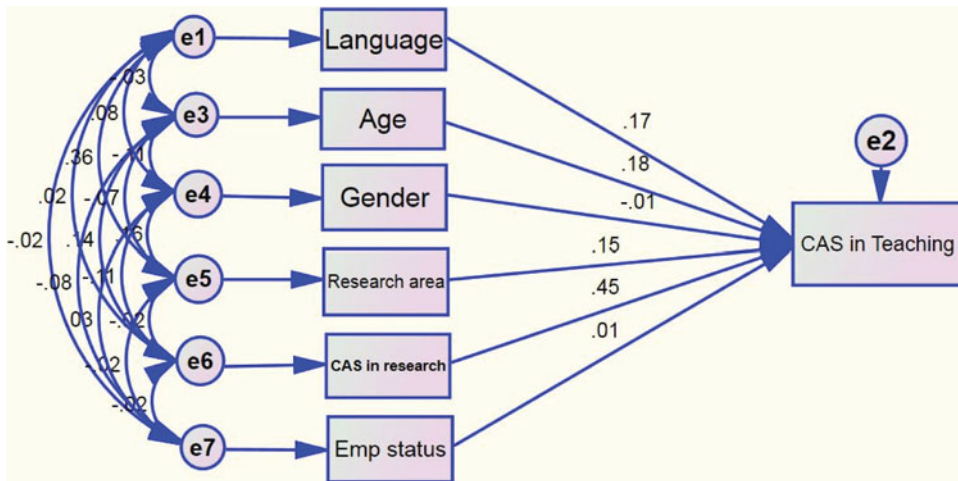 e1
Language
-.03
e3
Age
.08
.17
e2
.36
-.11
.18
e4
Gender
-.01
.02
-.07
-.02
.14
.16
CAS in Teaching
.15
-.08
-.11
e5
Research area
.45
.03
-.02
.01
e6
CAS in research
-.02
-.02
e7
Emp status